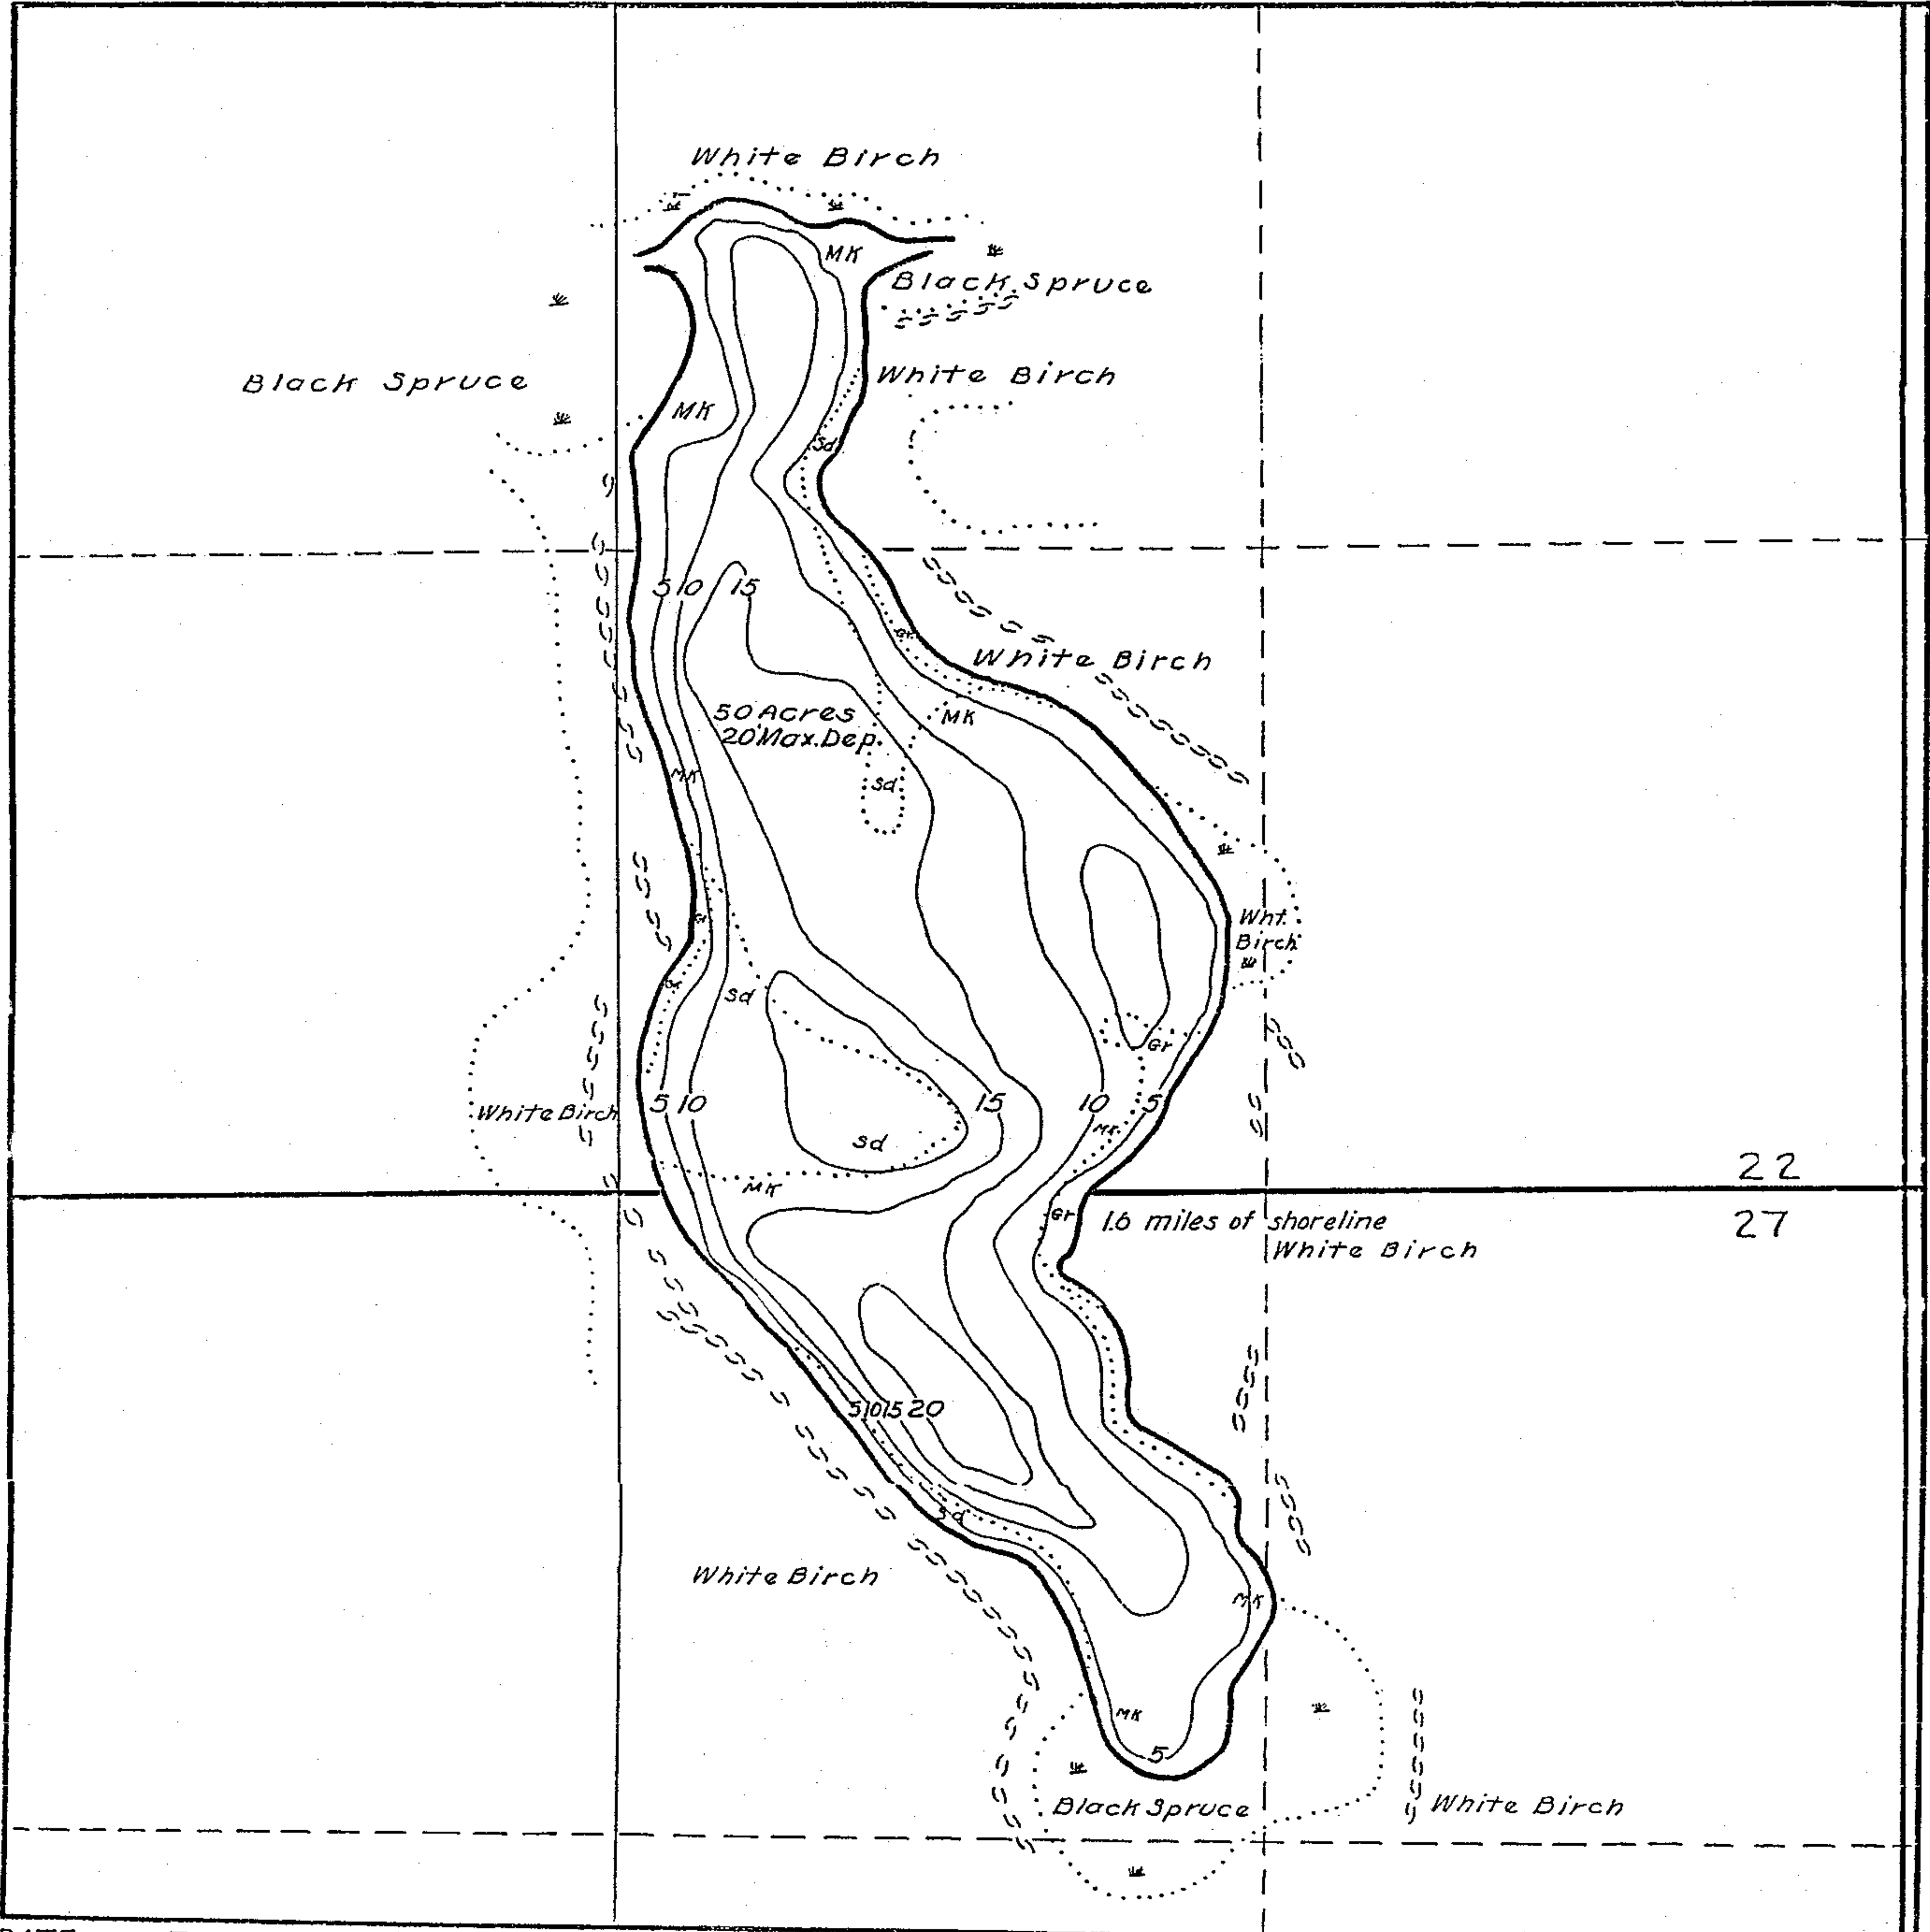 White Birch
MK
Black Spruce
White Birch
Black Spruce
MK
Sd
5 10 15
Gr.
White Birch
50 Acres
20' Max. Dep.
MK
MK
Sd
Wht.
Birch
Gr
Gr
Sd
Gr
5 10 15 10 5
White Birch
MK
Sd
22
MK
Gr
1.6 miles of shoreline
27
White Birch
5 10 15 20
Sd
White Birch
MK
MK
5
Black Spruce
White Birch